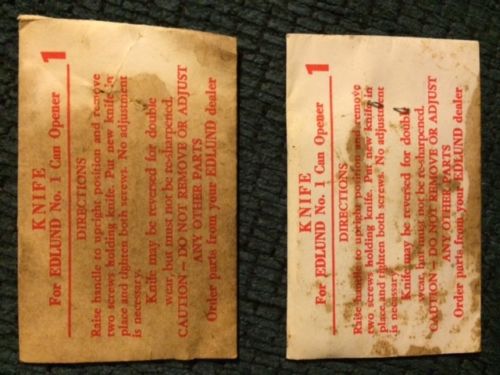 KNIFE
For EDLUND No. 1 Can Opener 1
DIRECTIONS
Raise handle to upright position and remove
two screws holding knife. Put new knife in
place and tighten both screws. No adjustment
is necessary.
Knife may be reversed for double
wear, but must not be re-sharpened.
CAUTION - DO NOT REMOVE OR ADJUST
ANY OTHER PARTS
Order parts from your EDLUND dealer
KNIFE
For EDLUND No. 1 Can Opener 1
DIRECTIONS
Raise handle to upright position and remove
two screws holding knife. Put new knife in
place and tighten both screws. No adjustment
is necessary.
Knife may be reversed for double
wear, but must not be re-sharpened.
CAUTION - DO NOT REMOVE OR ADJUST
ANY OTHER PARTS
Order parts from your EDLUND dealer